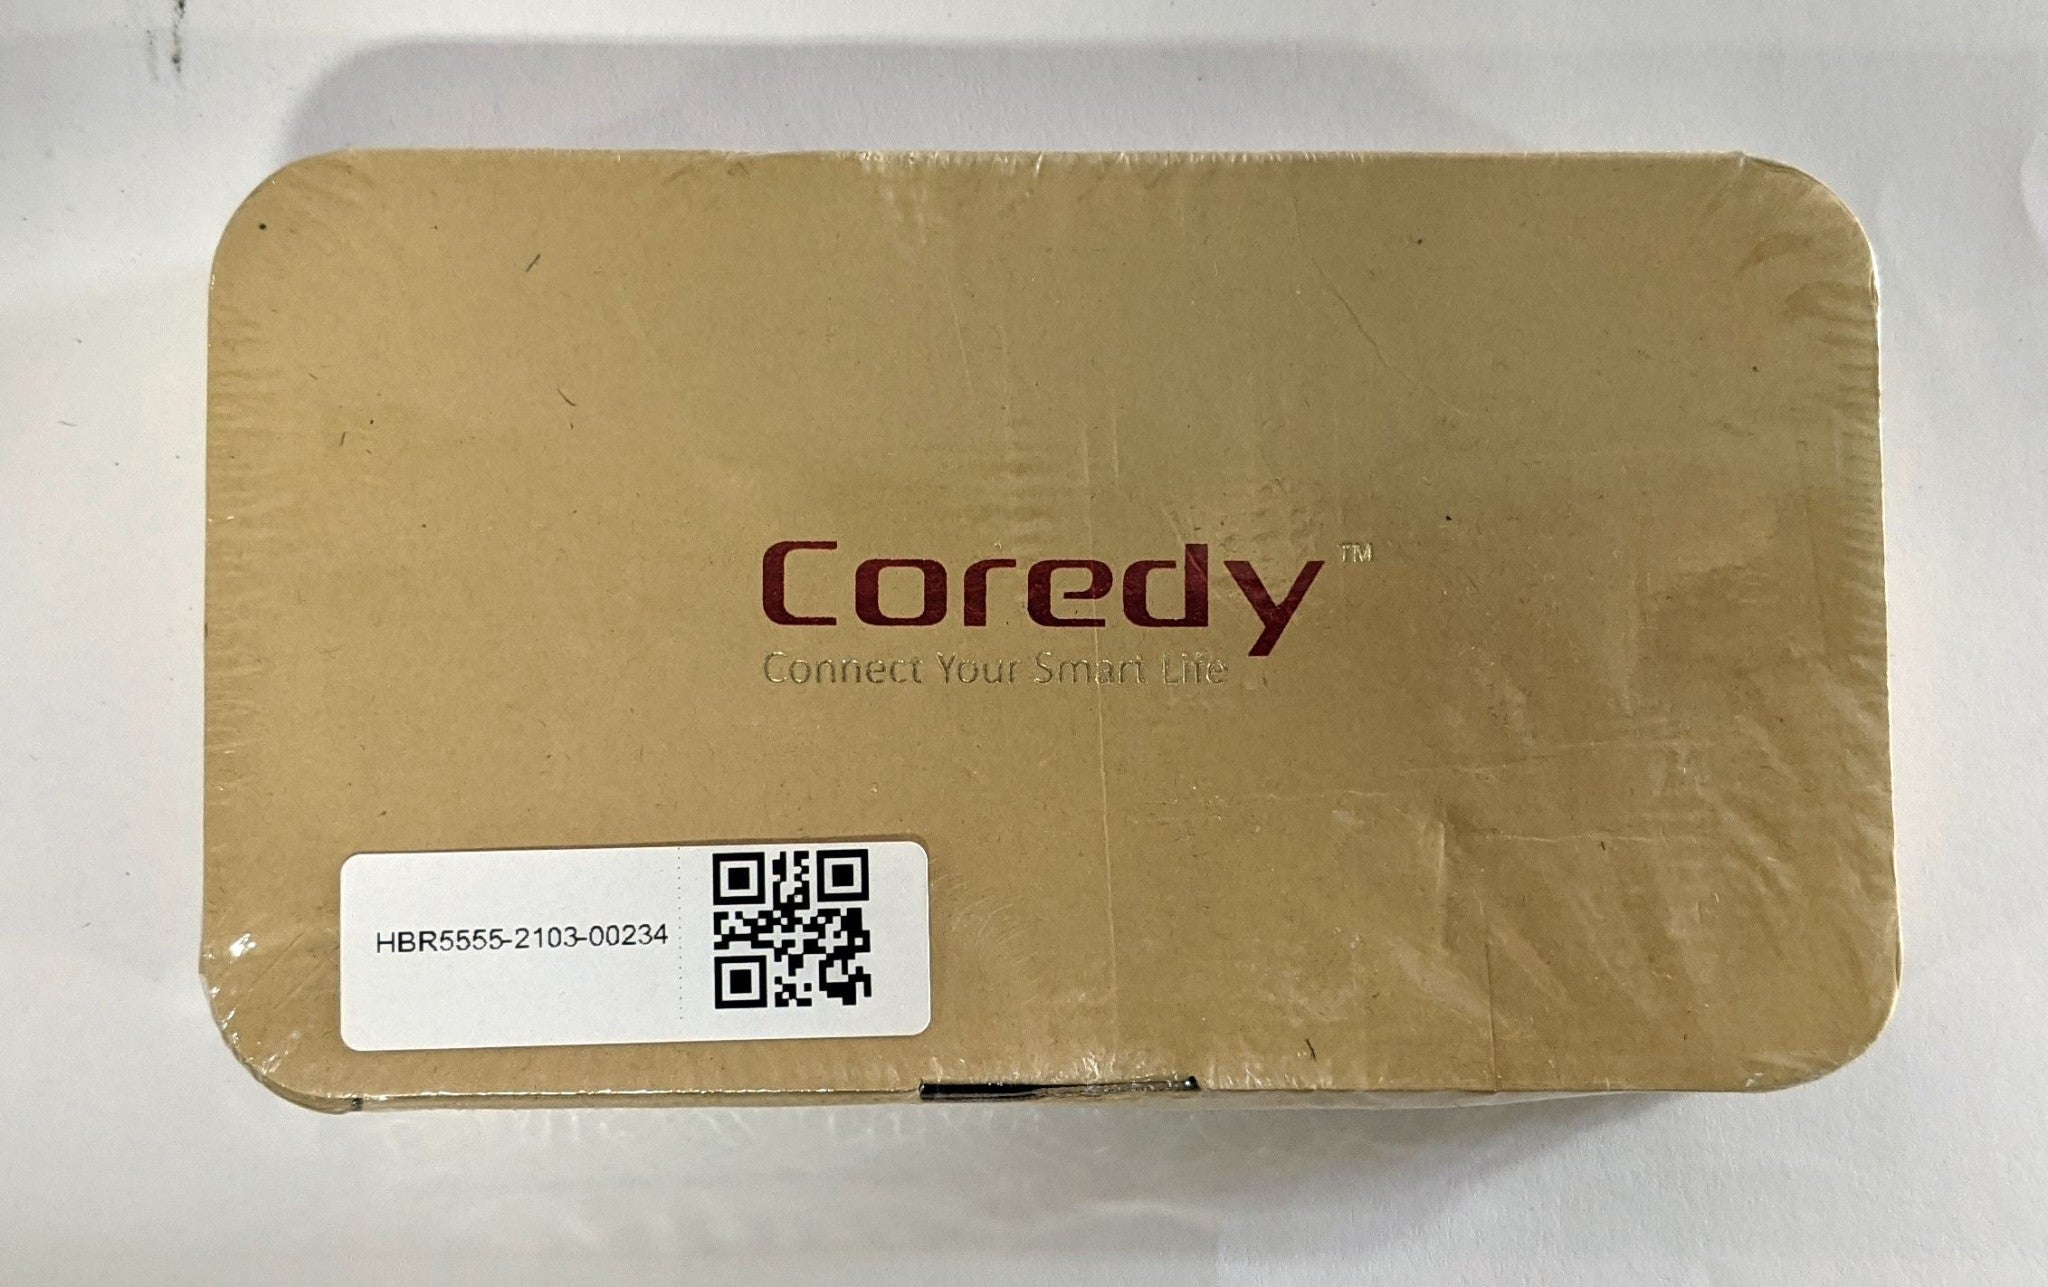 Coredy™
Connect Your Smart Life
HBR5555-2103-00234